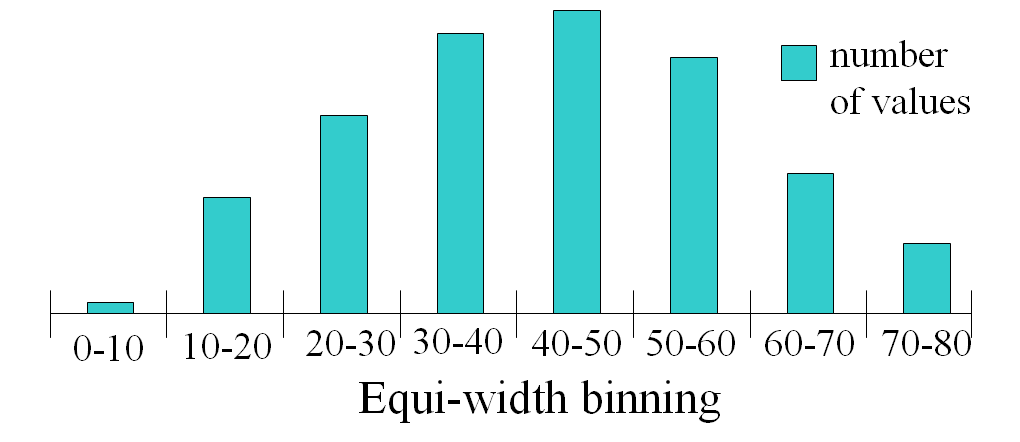 number
of values
0-10 10-20 20-30 30-40 40-50 50-60 60-70 70-80
Equi-width binning